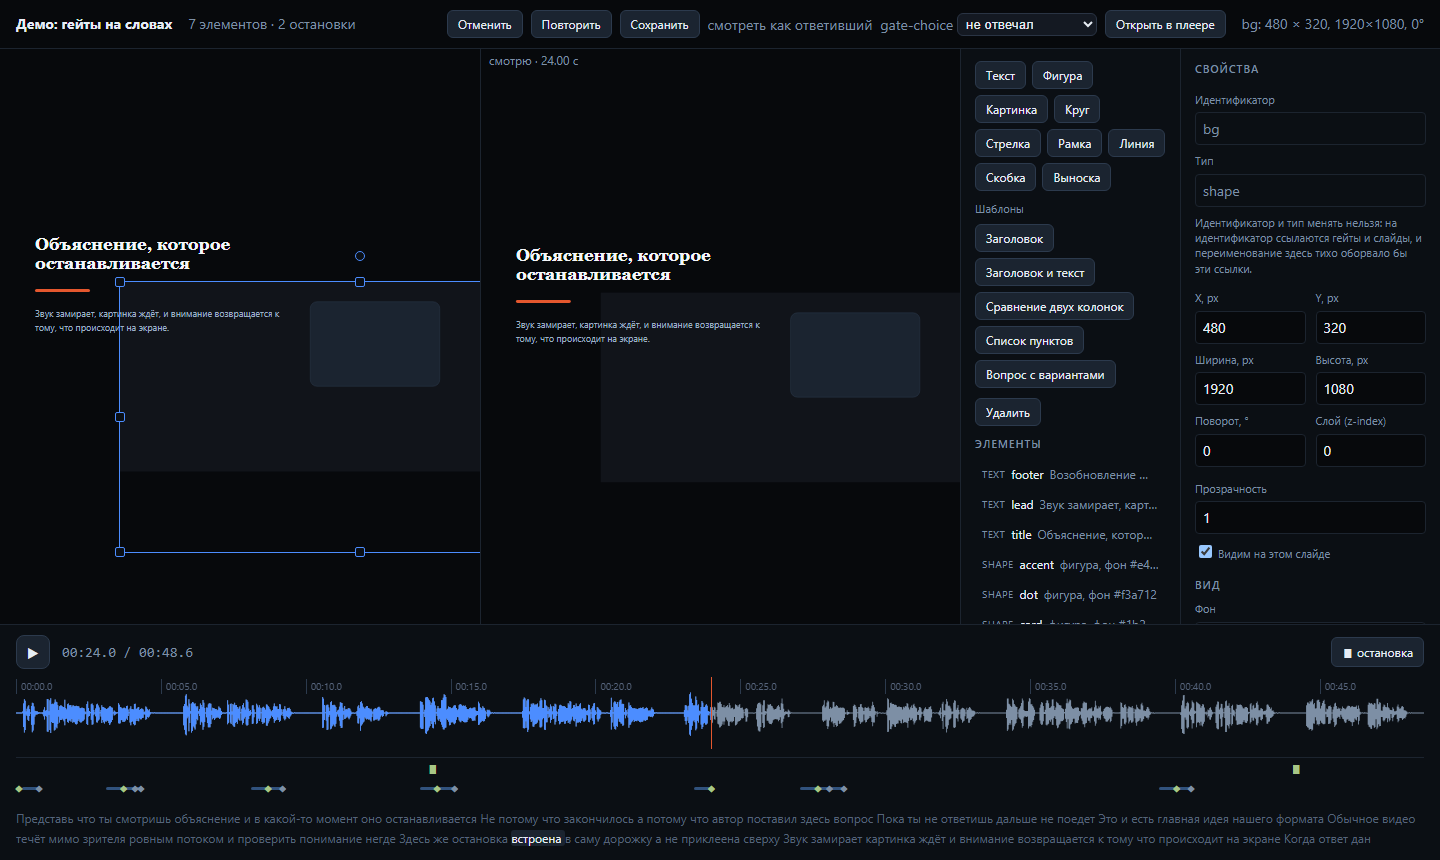 Демо: гейты на словах 7 элементов · 2 остановки Отменить Повторить Сохранить смотреть как ответивший gate-choice не отвечал Открыть в плеере bg: 480 × 320, 1920×1080, 0°
Объяснение, которое
останавливается
Звук замирает, картинка ждёт, и внимание возвращается к
тому, что происходит на экране.
смотрю · 24.00 с
Объяснение, которое
останавливается
Звук замирает, картинка ждёт, и внимание возвращается к
тому, что происходит на экране.
Текст Фигура
Картинка Круг
Стрелка Рамка Линия
Скобка Выноска
Шаблоны
Заголовок
Заголовок и текст
Сравнение двух колонок
Список пунктов
Вопрос с вариантами
Удалить
ЭЛЕМЕНТЫ
TEXT footer Возобновление ...
TEXT lead Звук замирает, карт...
TEXT title Объяснение, котор...
SHAPE accent фигура, фон #e4...
SHAPE dot фигура, фон #f3a712
СВОЙСТВА
Идентификатор
bg
Тип
shape
Идентификатор и тип менять нельзя: на
идентификатор ссылаются гейты и слайды, и
переименование здесь тихо оборвало бы
эти ссылки.
X, px Y, px
480 320
Ширина, px Высота, px
1920 1080
Поворот, ° Слой (z-index)
0 0
Прозрачность
1
Видим на этом слайде
ВИД
Фон
00:24.0 / 00:48.6 остановка
00:00.0 00:05.0 00:10.0 00:15.0 00:20.0 00:25.0 00:30.0 00:35.0 00:40.0 00:45.0
Представь что ты смотришь объяснение и в какой-то момент оно останавливается Не потому что закончилось а потому что автор поставил здесь вопрос Пока ты не ответишь дальше не поедет Это и есть главная идея нашего формата Обычное видео
течёт мимо зрителя ровным потоком и проверить понимание негде Здесь же остановка встроена в саму дорожку а не приклеена сверху Звук замирает картинка ждёт и внимание возвращается к тому что происходит на экране Когда ответ дан